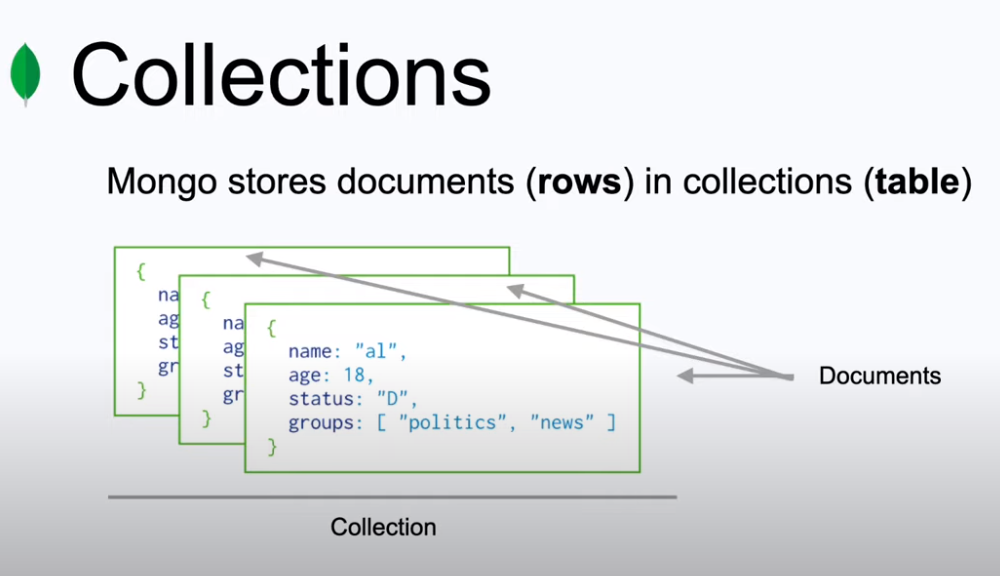 Collections
Mongo stores documents (rows) in collections (table)
{
na
ag
st
gr
}
{
na
ag
st
gr
}
{
name: "al",
age: 18,
status: "D",
groups: [ "politics", "news" ]
}
Documents
Collection